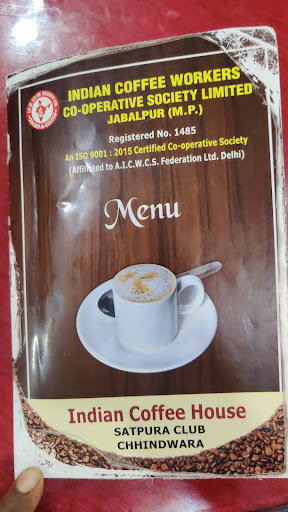 INDIAN COFFEE WORKERS
CO-OPERATIVE SOCIETY LIMITED
JABALPUR (M.P.)
Registered No. 1485
An ISO 9001 : 2015 Certified Co-operative Society
(Affiliated to A.I.C.W.C.S. Federation Ltd. Delhi)
Menu
Indian Coffee House
SATPURA CLUB
CHHINDWARA